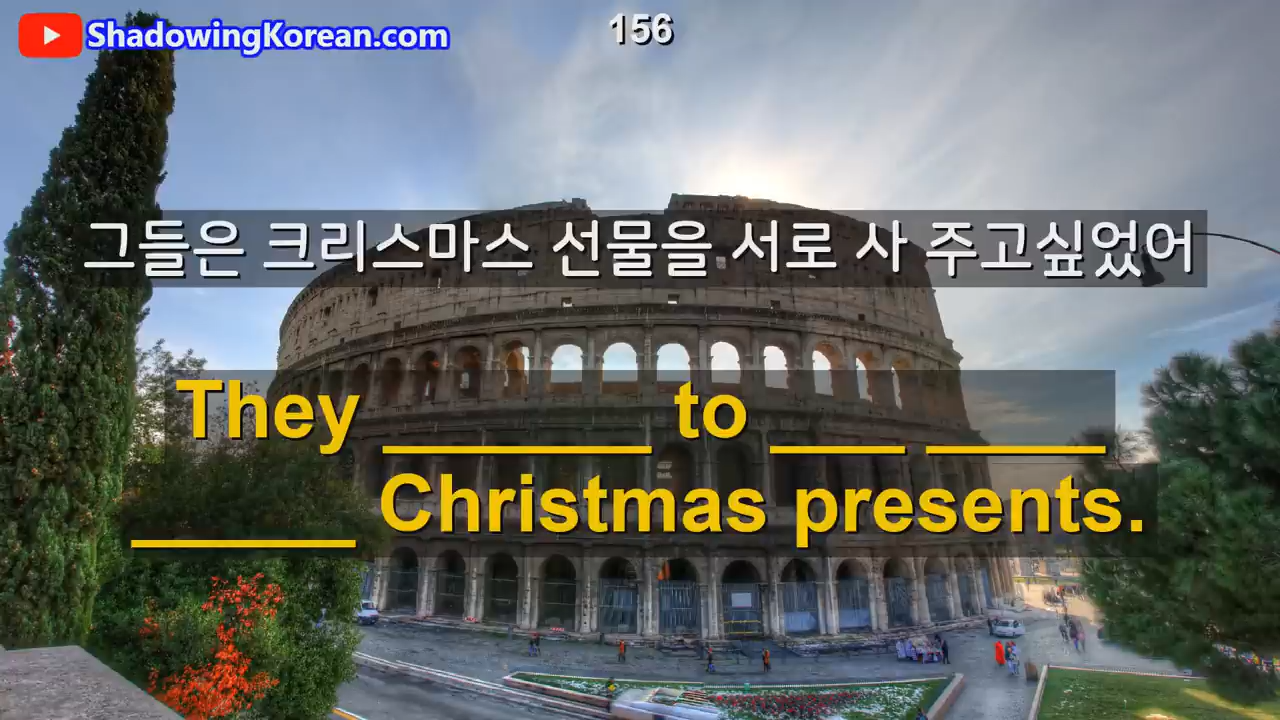 ShadowingKorean.com
156
그들은 크리스마스 선물을 서로 사 주고싶었어
They ______ to ___ ____
_____ Christmas presents.